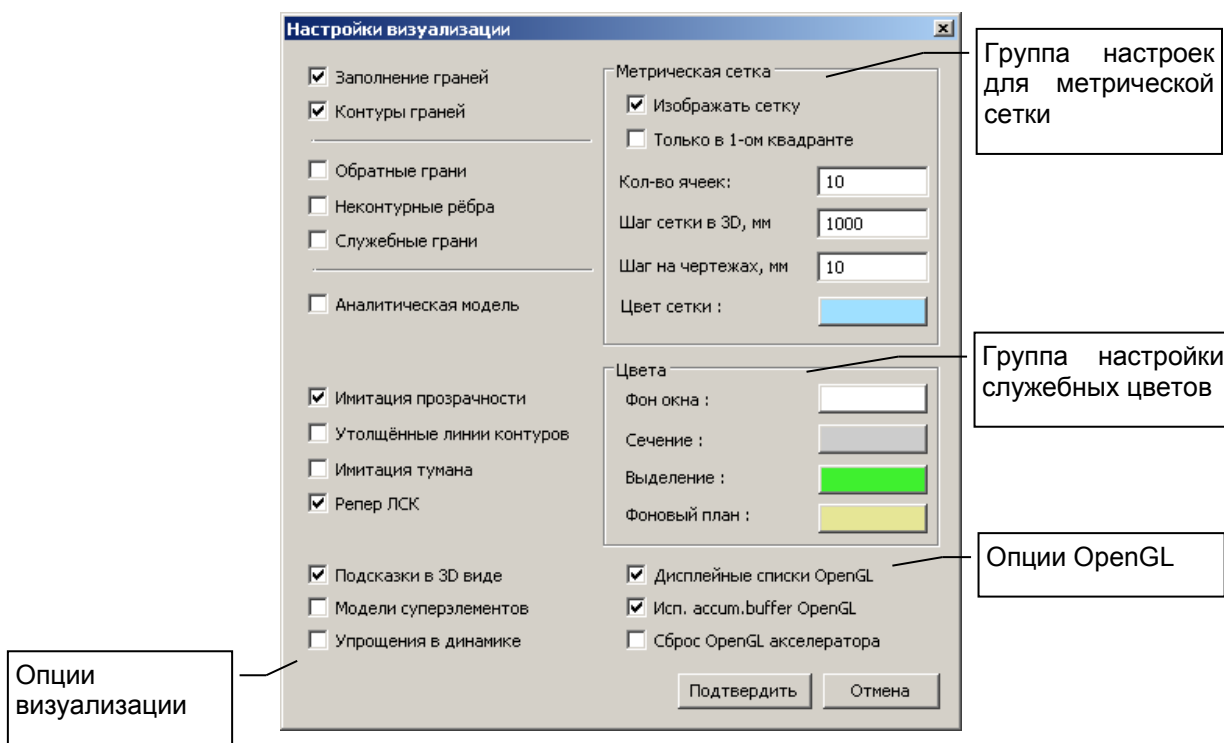 Настройки визуализации
Заполнение граней
Контуры граней
Обратные грани
Неконтурные рёбра
Служебные грани
Аналитическая модель
Имитация прозрачности
Утолщённые линии контуров
Имитация тумана
Репер ЛСК
Подсказки в 3D виде
Модели суперэлементов
Упрощения в динамике
Метрическая сетка
Изображать сетку
Только в 1-ом квадранте
Кол-во ячеек: 10
Шаг сетки в 3D, мм 1000
Шаг на чертежах, мм 10
Цвет сетки :
Цвета
Фон окна :
Сечение :
Выделение :
Фоновый план :
Дисплейные списки OpenGL
Исп. accum.buffer OpenGL
Сброс OpenGL акселератора
Подтвердить Отмена
Группа настроек
для метрической
сетки
Группа настройки
служебных цветов
Опции OpenGL
Опции
визуализации